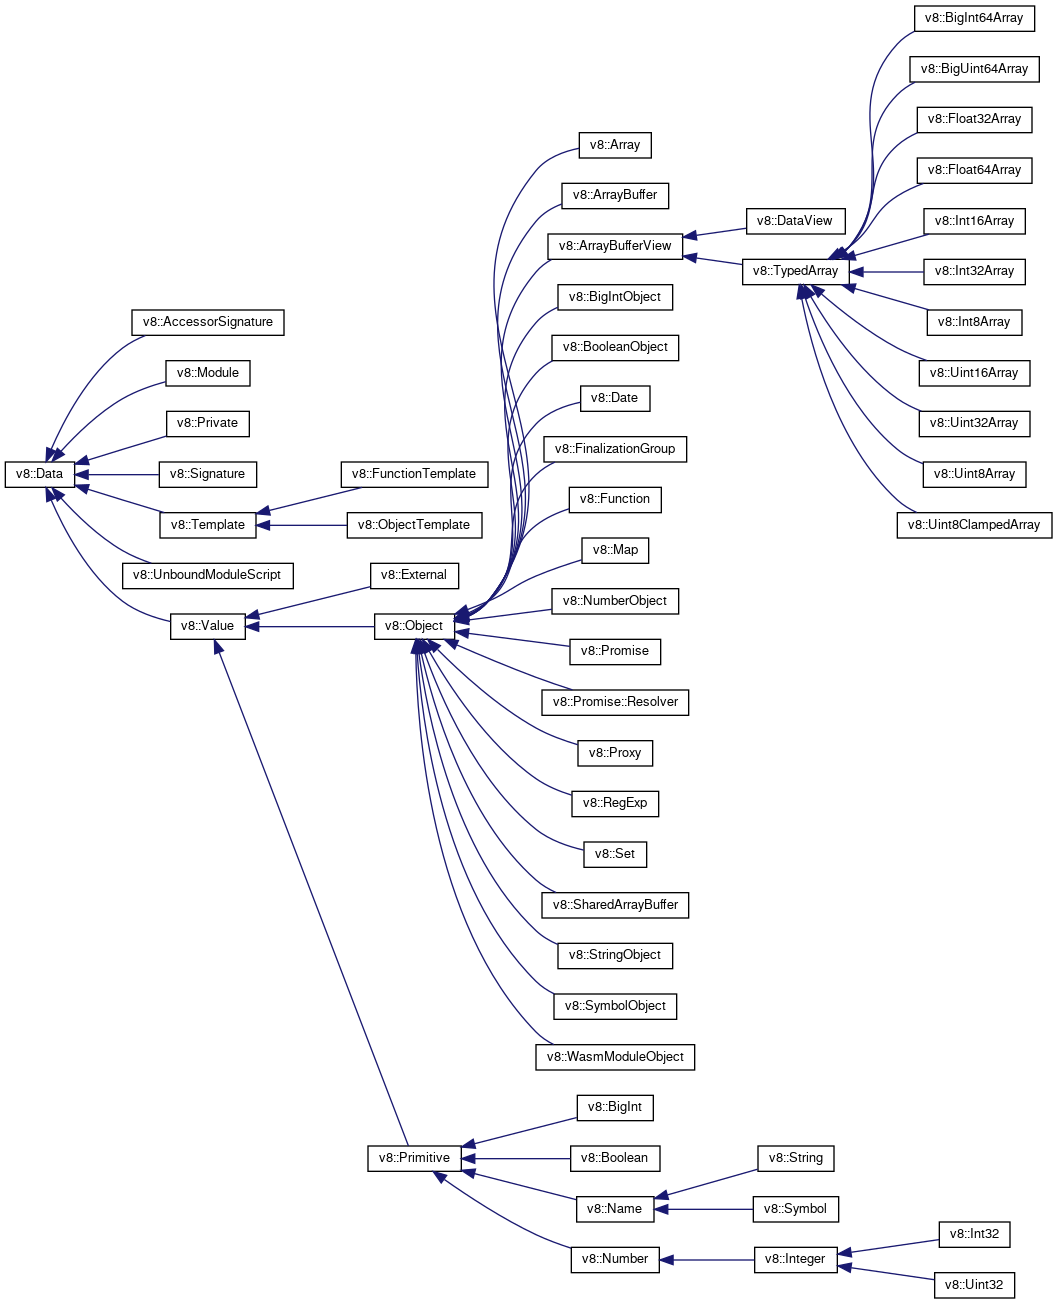 v8::BigInt64Array
v8::BigUint64Array
v8::Float32Array
v8::Array
v8::Float64Array
v8::ArrayBuffer
v8::DataView
v8::Int16Array
v8::ArrayBufferView
v8::TypedArray
v8::Int32Array
v8::BigIntObject
v8::AccessorSignature
v8::Int8Array
v8::BooleanObject
v8::Module
v8::Uint16Array
v8::Date
v8::Private
v8::Uint32Array
v8::FinalizationGroup
v8::Data
v8::Signature
v8::FunctionTemplate
v8::Uint8Array
v8::Function
v8::Template
v8::ObjectTemplate
v8::Uint8ClampedArray
v8::Map
v8::UnboundModuleScript
v8::External
v8::NumberObject
v8::Value
v8::Object
v8::Promise
v8::Promise::Resolver
v8::Proxy
v8::RegExp
v8::Set
v8::SharedArrayBuffer
v8::StringObject
v8::SymbolObject
v8::WasmModuleObject
v8::BigInt
v8::Primitive
v8::Boolean
v8::String
v8::Name
v8::Symbol
v8::Int32
v8::Number
v8::Integer
v8::Uint32